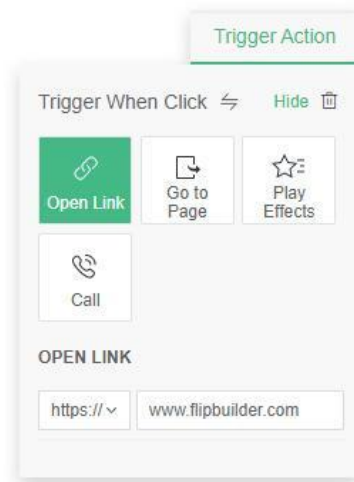 Trigger Action
Trigger When Click Hide
Open Link
Go to
Page
Play
Effects
Call
OPEN LINK
https:// www.flipbuilder.com